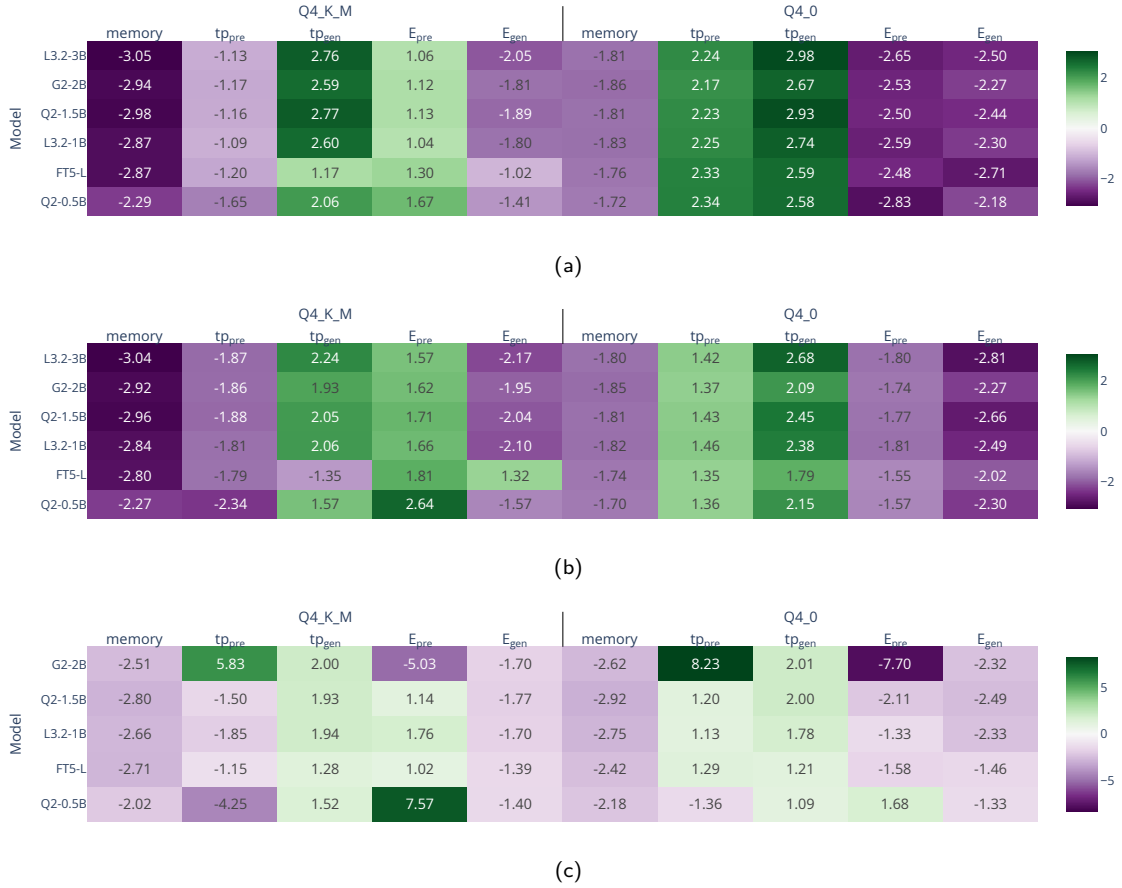 Q4_K_M Q4_0
memory tp_pre tp_gen E_pre E_gen memory tp_pre tp_gen E_pre E_gen
Model
L3.2-3B -3.05 -1.13 2.76 1.06 -2.05 -1.81 2.24 2.98 -2.65 -2.50
G2-2B -2.94 -1.17 2.59 1.12 -1.81 -1.86 2.17 2.67 -2.53 -2.27
Q2-1.5B -2.98 -1.16 2.77 1.13 -1.89 -1.81 2.23 2.93 -2.50 -2.44
L3.2-1B -2.87 -1.09 2.60 1.04 -1.80 -1.83 2.25 2.74 -2.59 -2.30
FT5-L -2.87 -1.20 1.17 1.30 -1.02 -1.76 2.33 2.59 -2.48 -2.71
Q2-0.5B -2.29 -1.65 2.06 1.67 -1.41 -1.72 2.34 2.58 -2.83 -2.18
2
0
−2
(a)
Q4_K_M Q4_0
memory tp_pre tp_gen E_pre E_gen memory tp_pre tp_gen E_pre E_gen
Model
L3.2-3B -3.04 -1.87 2.24 1.57 -2.17 -1.80 1.42 2.68 -1.80 -2.81
G2-2B -2.92 -1.86 1.93 1.62 -1.95 -1.85 1.37 2.09 -1.74 -2.27
Q2-1.5B -2.96 -1.88 2.05 1.71 -2.04 -1.81 1.43 2.45 -1.77 -2.66
L3.2-1B -2.84 -1.81 2.06 1.66 -2.10 -1.82 1.46 2.38 -1.81 -2.49
FT5-L -2.80 -1.79 -1.35 1.81 1.32 -1.74 1.35 1.79 -1.55 -2.02
Q2-0.5B -2.27 -2.34 1.57 2.64 -1.57 -1.70 1.36 2.15 -1.57 -2.30
2
0
−2
(b)
Q4_K_M Q4_0
memory tp_pre tp_gen E_pre E_gen memory tp_pre tp_gen E_pre E_gen
Model
G2-2B -2.51 5.83 2.00 -5.03 -1.70 -2.62 8.23 2.01 -7.70 -2.32
Q2-1.5B -2.80 -1.50 1.93 1.14 -1.77 -2.92 1.20 2.00 -2.11 -2.49
L3.2-1B -2.66 -1.85 1.94 1.76 -1.70 -2.75 1.13 1.78 -1.33 -2.33
FT5-L -2.71 -1.15 1.28 1.02 -1.39 -2.42 1.29 1.21 -1.58 -1.46
Q2-0.5B -2.02 -4.25 1.52 7.57 -1.40 -2.18 -1.36 1.09 1.68 -1.33
5
0
−5
(c)